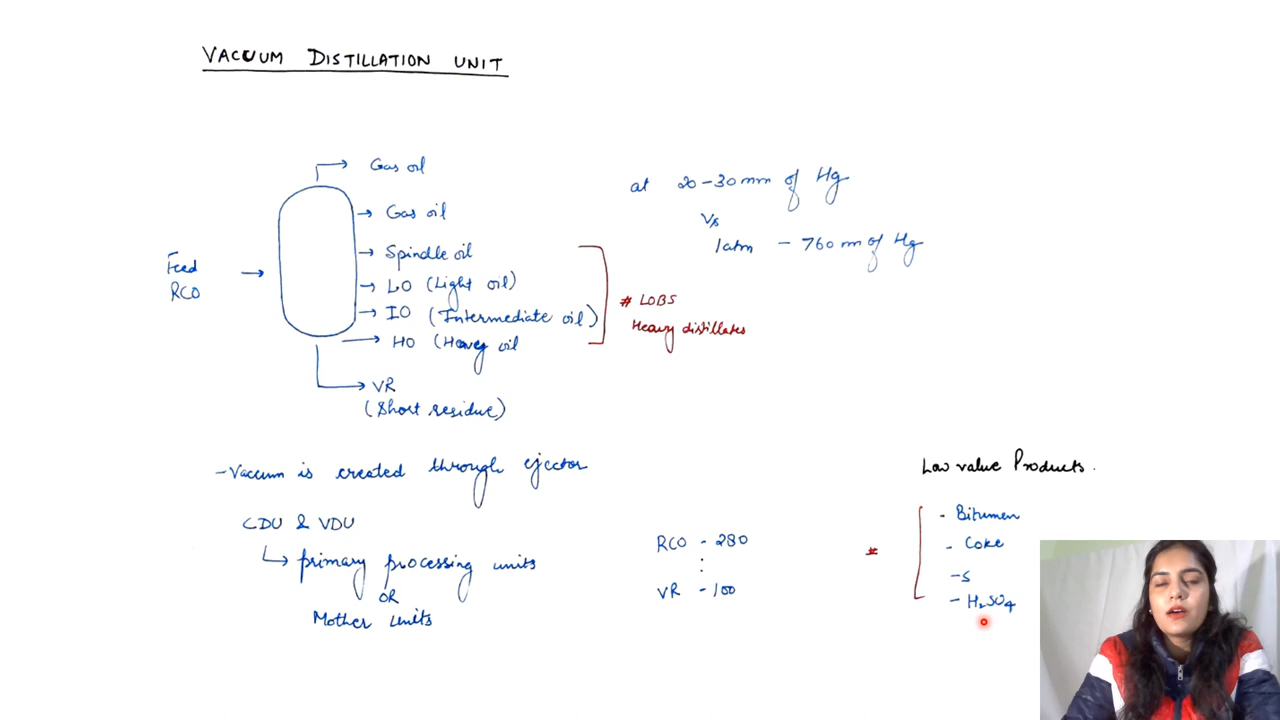 VACUUM DISTILLATION UNIT
Gas oil
Gas oil
Spindle oil
LO (Light oil)
IO (Intermediate oil)
HO (Heavy oil
VR
(Short residue)
Feed
RCO
at 20-30 mm of Hg
V/s
1atm - 760 m of Hg
# LOBS
Heavy distillates
-Vaccum is created through ejector
CDU & VDU
primary processing units
OR
Mother Units
RCO - 280
:
VR - 100
Low value Products.
#
- Bitumen
- Coke
-S
- H₂SO₄